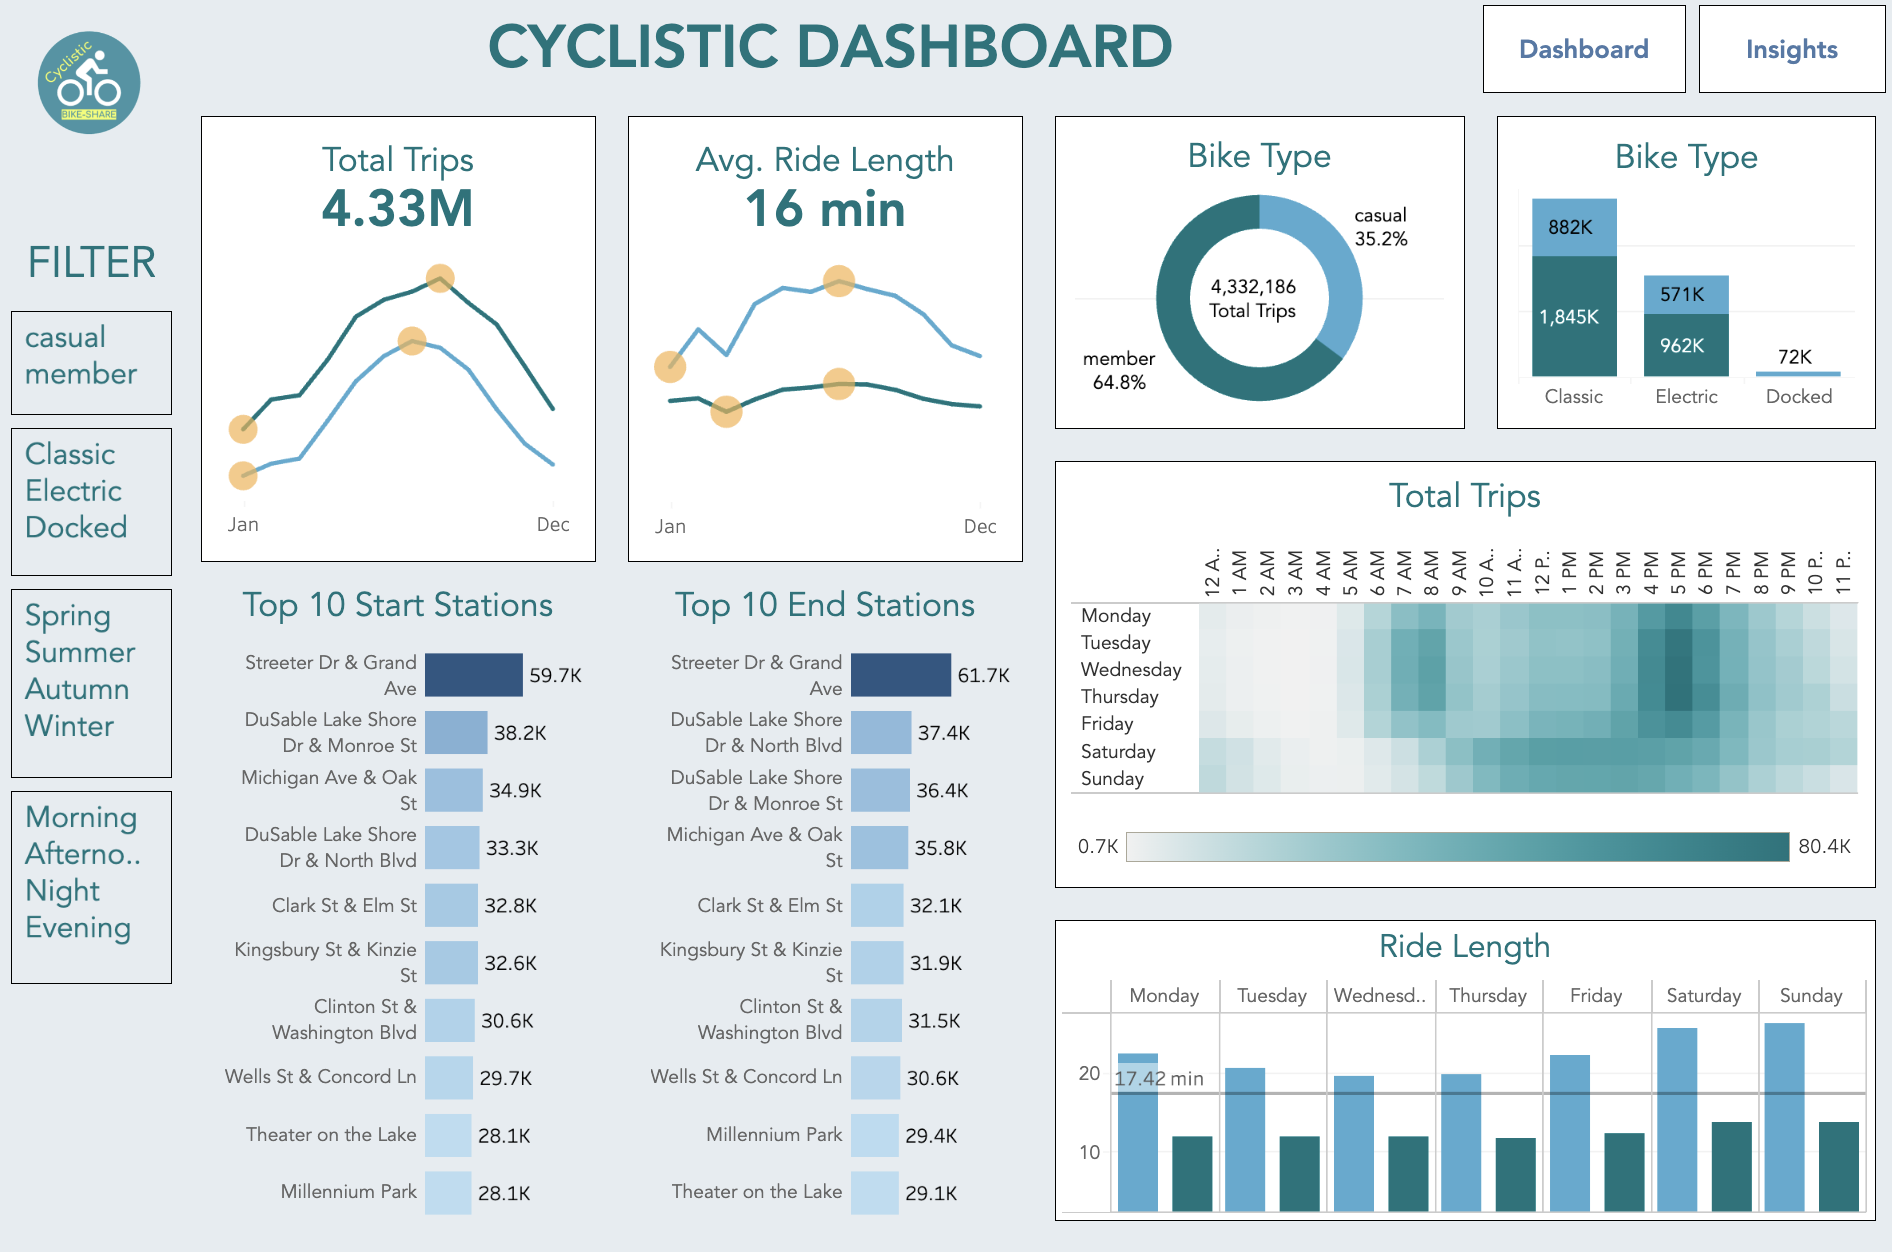 Cyclistic
BIKE-SHARE
CYCLISTIC DASHBOARD
Dashboard
Insights
FILTER
casual
member
Classic
Electric
Docked
Spring
Summer
Autumn
Winter
Morning
Afterno..
Night
Evening
Total Trips
4.33M
Jan
Dec
Avg. Ride Length
16 min
Jan
Dec
Bike Type
casual
35.2%
4,332,186
Total Trips
member
64.8%
Bike Type
882K
1,845K
571K
962K
72K
Classic
Electric
Docked
Top 10 Start Stations
Streeter Dr & Grand
Ave
59.7K
DuSable Lake Shore
Dr & Monroe St
38.2K
Michigan Ave & Oak
St
34.9K
DuSable Lake Shore
Dr & North Blvd
33.3K
Clark St & Elm St
32.8K
Kingsbury St & Kinzie
St
32.6K
Clinton St &
Washington Blvd
30.6K
Wells St & Concord Ln
29.7K
Theater on the Lake
28.1K
Millennium Park
28.1K
Top 10 End Stations
Streeter Dr & Grand
Ave
61.7K
DuSable Lake Shore
Dr & North Blvd
37.4K
DuSable Lake Shore
Dr & Monroe St
36.4K
Michigan Ave & Oak
St
35.8K
Clark St & Elm St
32.1K
Kingsbury St & Kinzie
St
31.9K
Clinton St &
Washington Blvd
31.5K
Wells St & Concord Ln
30.6K
Millennium Park
29.4K
Theater on the Lake
29.1K
Total Trips
12 A..
1 AM
2 AM
3 AM
4 AM
5 AM
6 AM
7 AM
8 AM
9 AM
10 A..
11 A..
12 P..
1 PM
2 PM
3 PM
4 PM
5 PM
6 PM
7 PM
8 PM
9 PM
10 P..
11 P..
Monday
Tuesday
Wednesday
Thursday
Friday
Saturday
Sunday
0.7K
80.4K
Ride Length
Monday
Tuesday
Wednesd..
Thursday
Friday
Saturday
Sunday
20
17.42 min
10